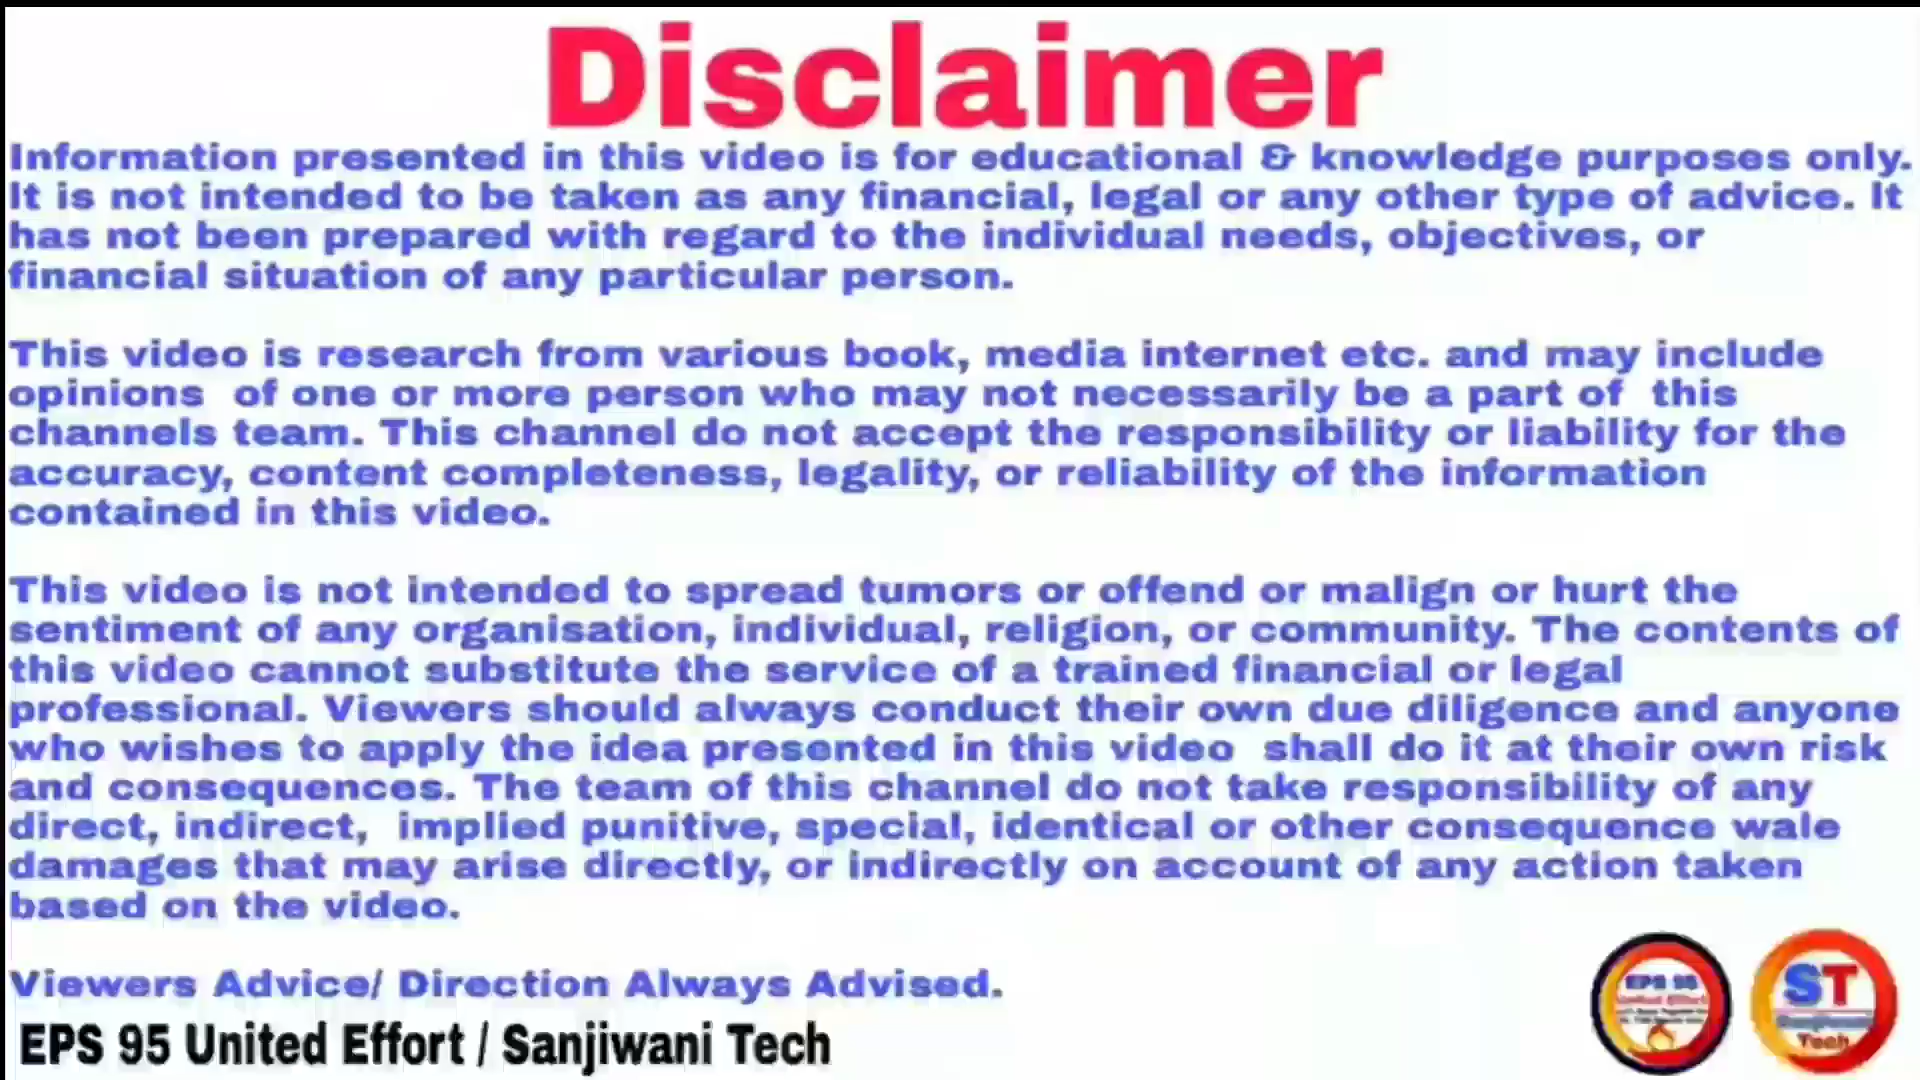 Disclaimer
Information presented in this video is for educational & knowledge purposes only.
It is not intended to be taken as any financial, legal or any other type of advice. It
has not been prepared with regard to the individual needs, objectives, or
financial situation of any particular person.
This video is research from various book, media internet etc. and may include
opinions of one or more person who may not necessarily be a part of this
channels team. This channel do not accept the responsibility or liability for the
accuracy, content completeness, legality, or reliability of the information
contained in this video.
This video is not intended to spread tumors or offend or malign or hurt the
sentiment of any organisation, individual, religion, or community. The contents of
this video cannot substitute the service of a trained financial or legal
professional. Viewers should always conduct their own due diligence and anyone
who wishes to apply the idea presented in this video shall do it at their own risk
and consequences. The team of this channel do not take responsibility of any
direct, indirect, implied punitive, special, identical or other consequence wale
damages that may arise directly, or indirectly on account of any action taken
based on the video.
Viewers Advice/ Direction Always Advised.
EPS 95 United Effort / Sanjiwani Tech
EPS 95
ST
Tech